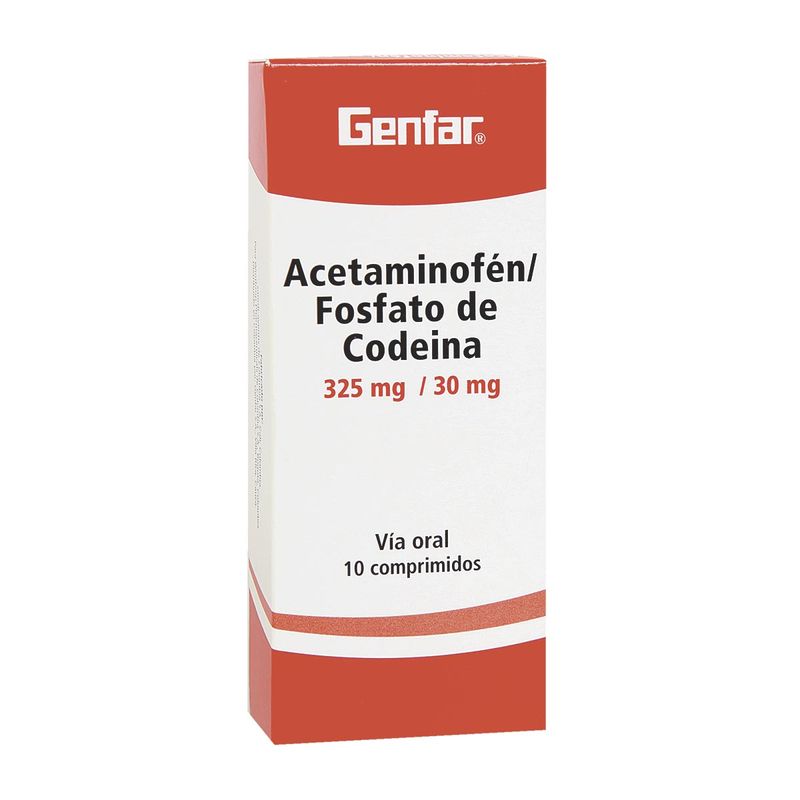 Genfar®
Acetaminofén/
Fosfato de
Codeina
325 mg / 30 mg
Vía oral
10 comprimidos